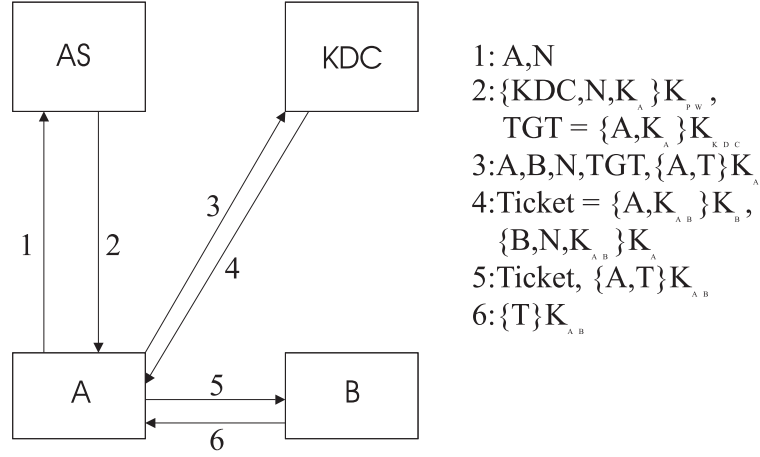 AS
KDC
1: A,N
2:{KDC,N,K_A}K_PW,
TGT = {A,K_A}K_KDC
3:A,B,N,TGT,{A,T}K_A
4:Ticket = {A,K_AB}K_B,
{B,N,K_AB}K_A
5:Ticket, {A,T}K_AB
6:{T}K_AB
1
2
3
4
A
5
6
B